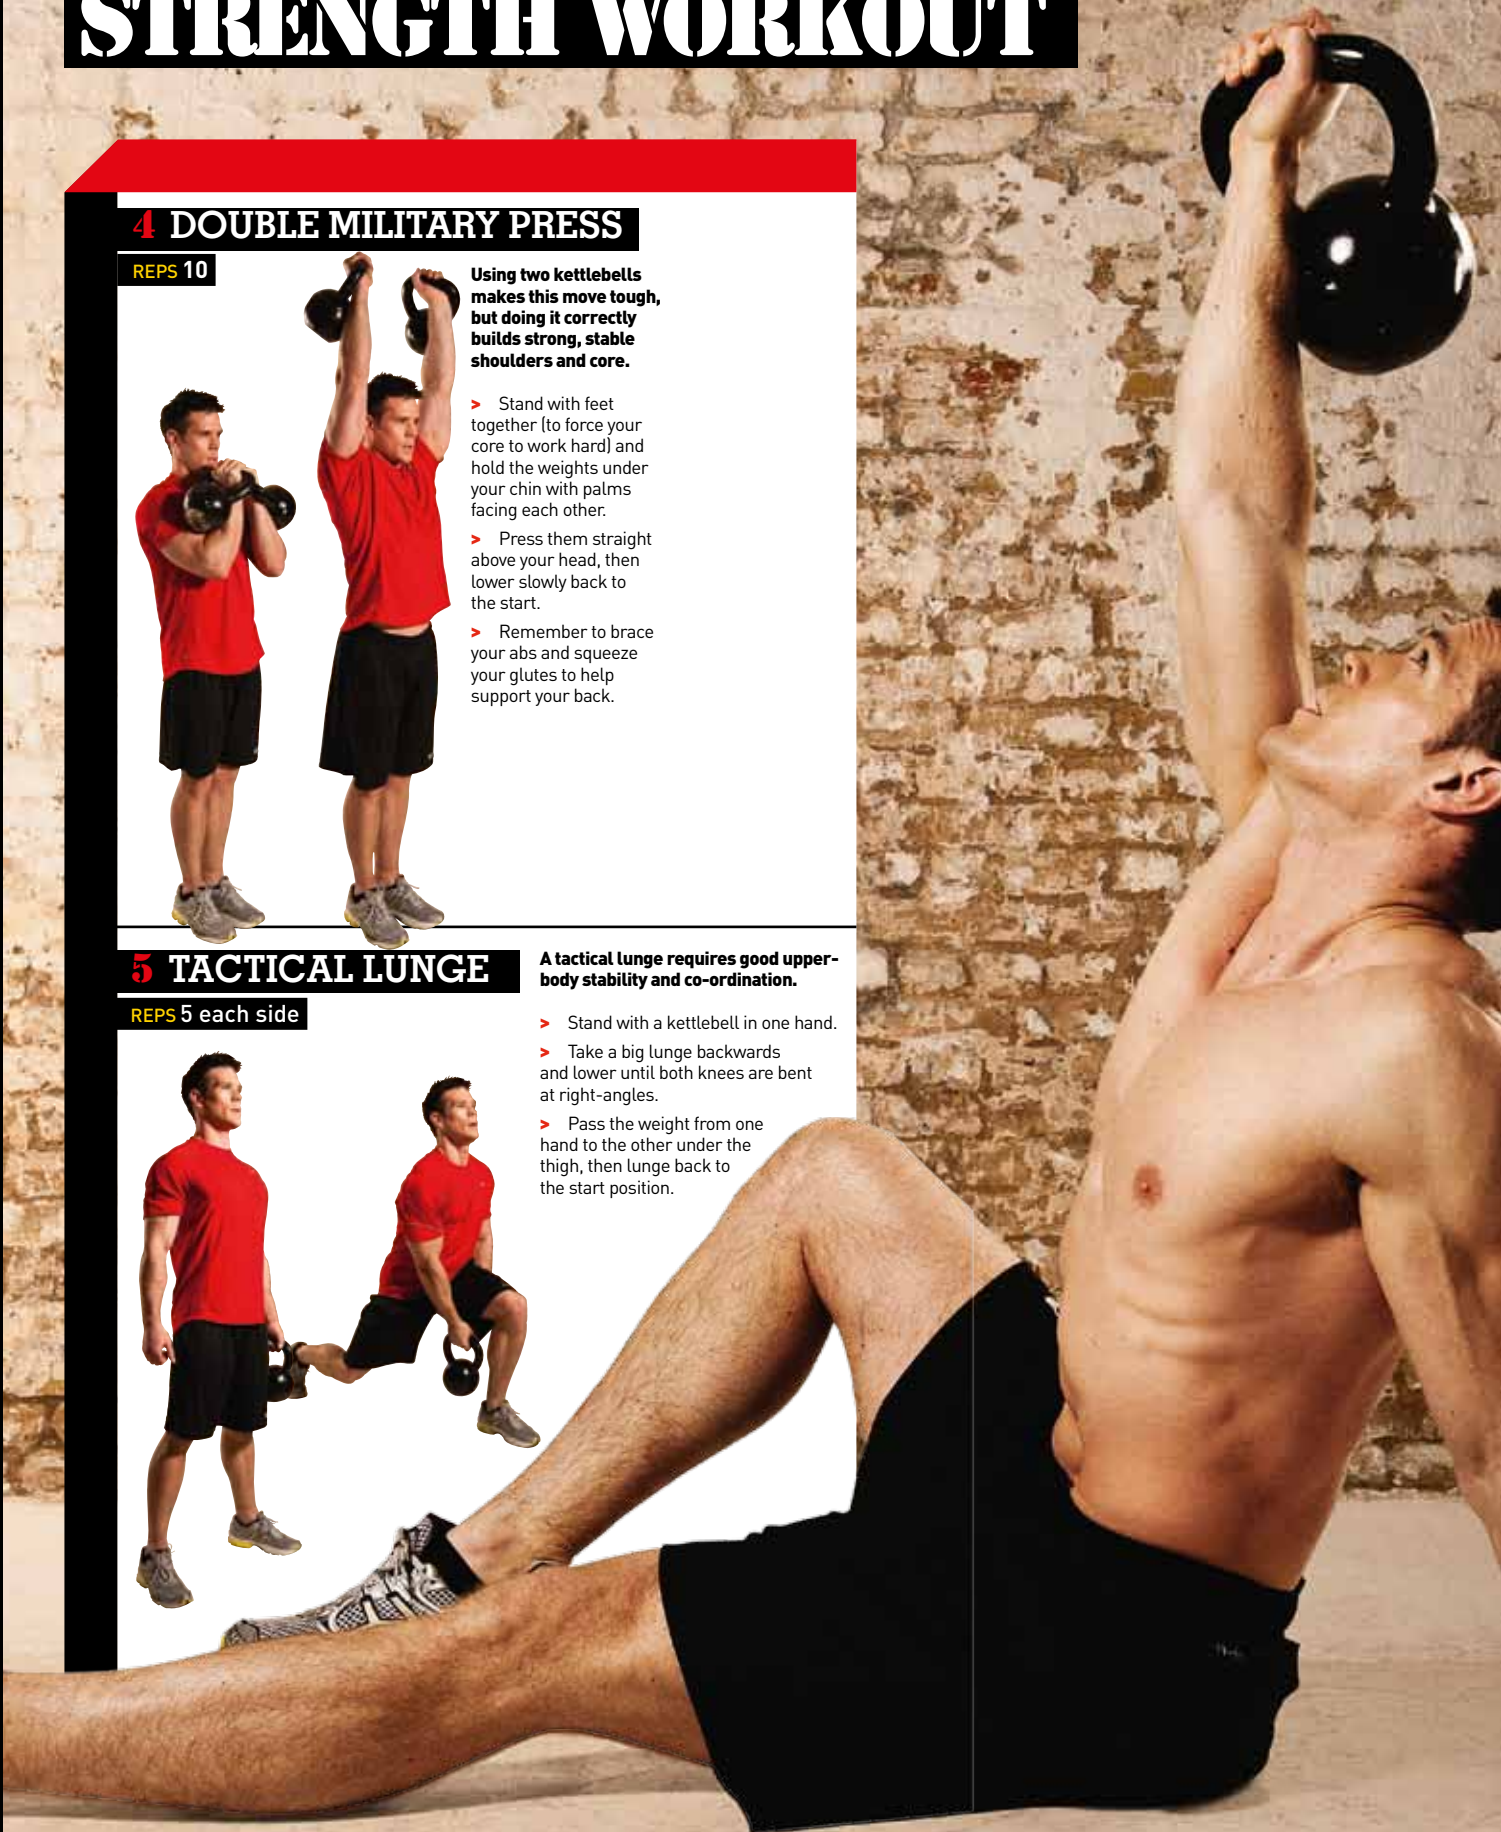 STRENGTH WORKOUT
4 DOUBLE MILITARY PRESS
REPS 10
Using two kettlebells
makes this move tough,
but doing it correctly
builds strong, stable
shoulders and core.
> Stand with feet
together (to force your
core to work hard) and
hold the weights under
your chin with palms
facing each other.
> Press them straight
above your head, then
lower slowly back to
the start.
> Remember to brace
your abs and squeeze
your glutes to help
support your back.
5 TACTICAL LUNGE
REPS 5 each side
A tactical lunge requires good upper-
body stability and co-ordination.
> Stand with a kettlebell in one hand.
> Take a big lunge backwards
and lower until both knees are bent
at right-angles.
> Pass the weight from one
hand to the other under the
thigh, then lunge back to
the start position.